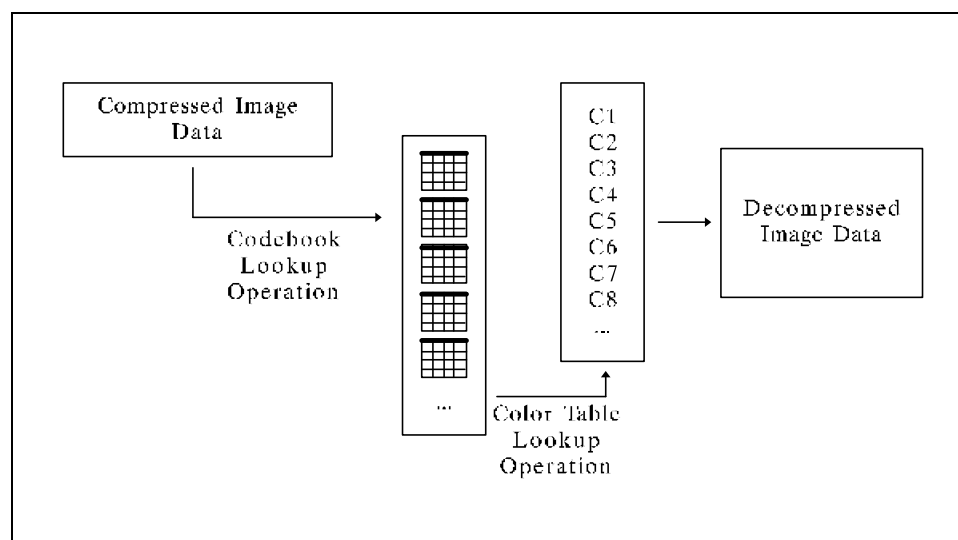 Compressed Image
Data
Codebook
Lookup
Operation
...
Color Table
Lookup
Operation
C1
C2
C3
C4
C5
C6
C7
C8
...
Decompressed
Image Data